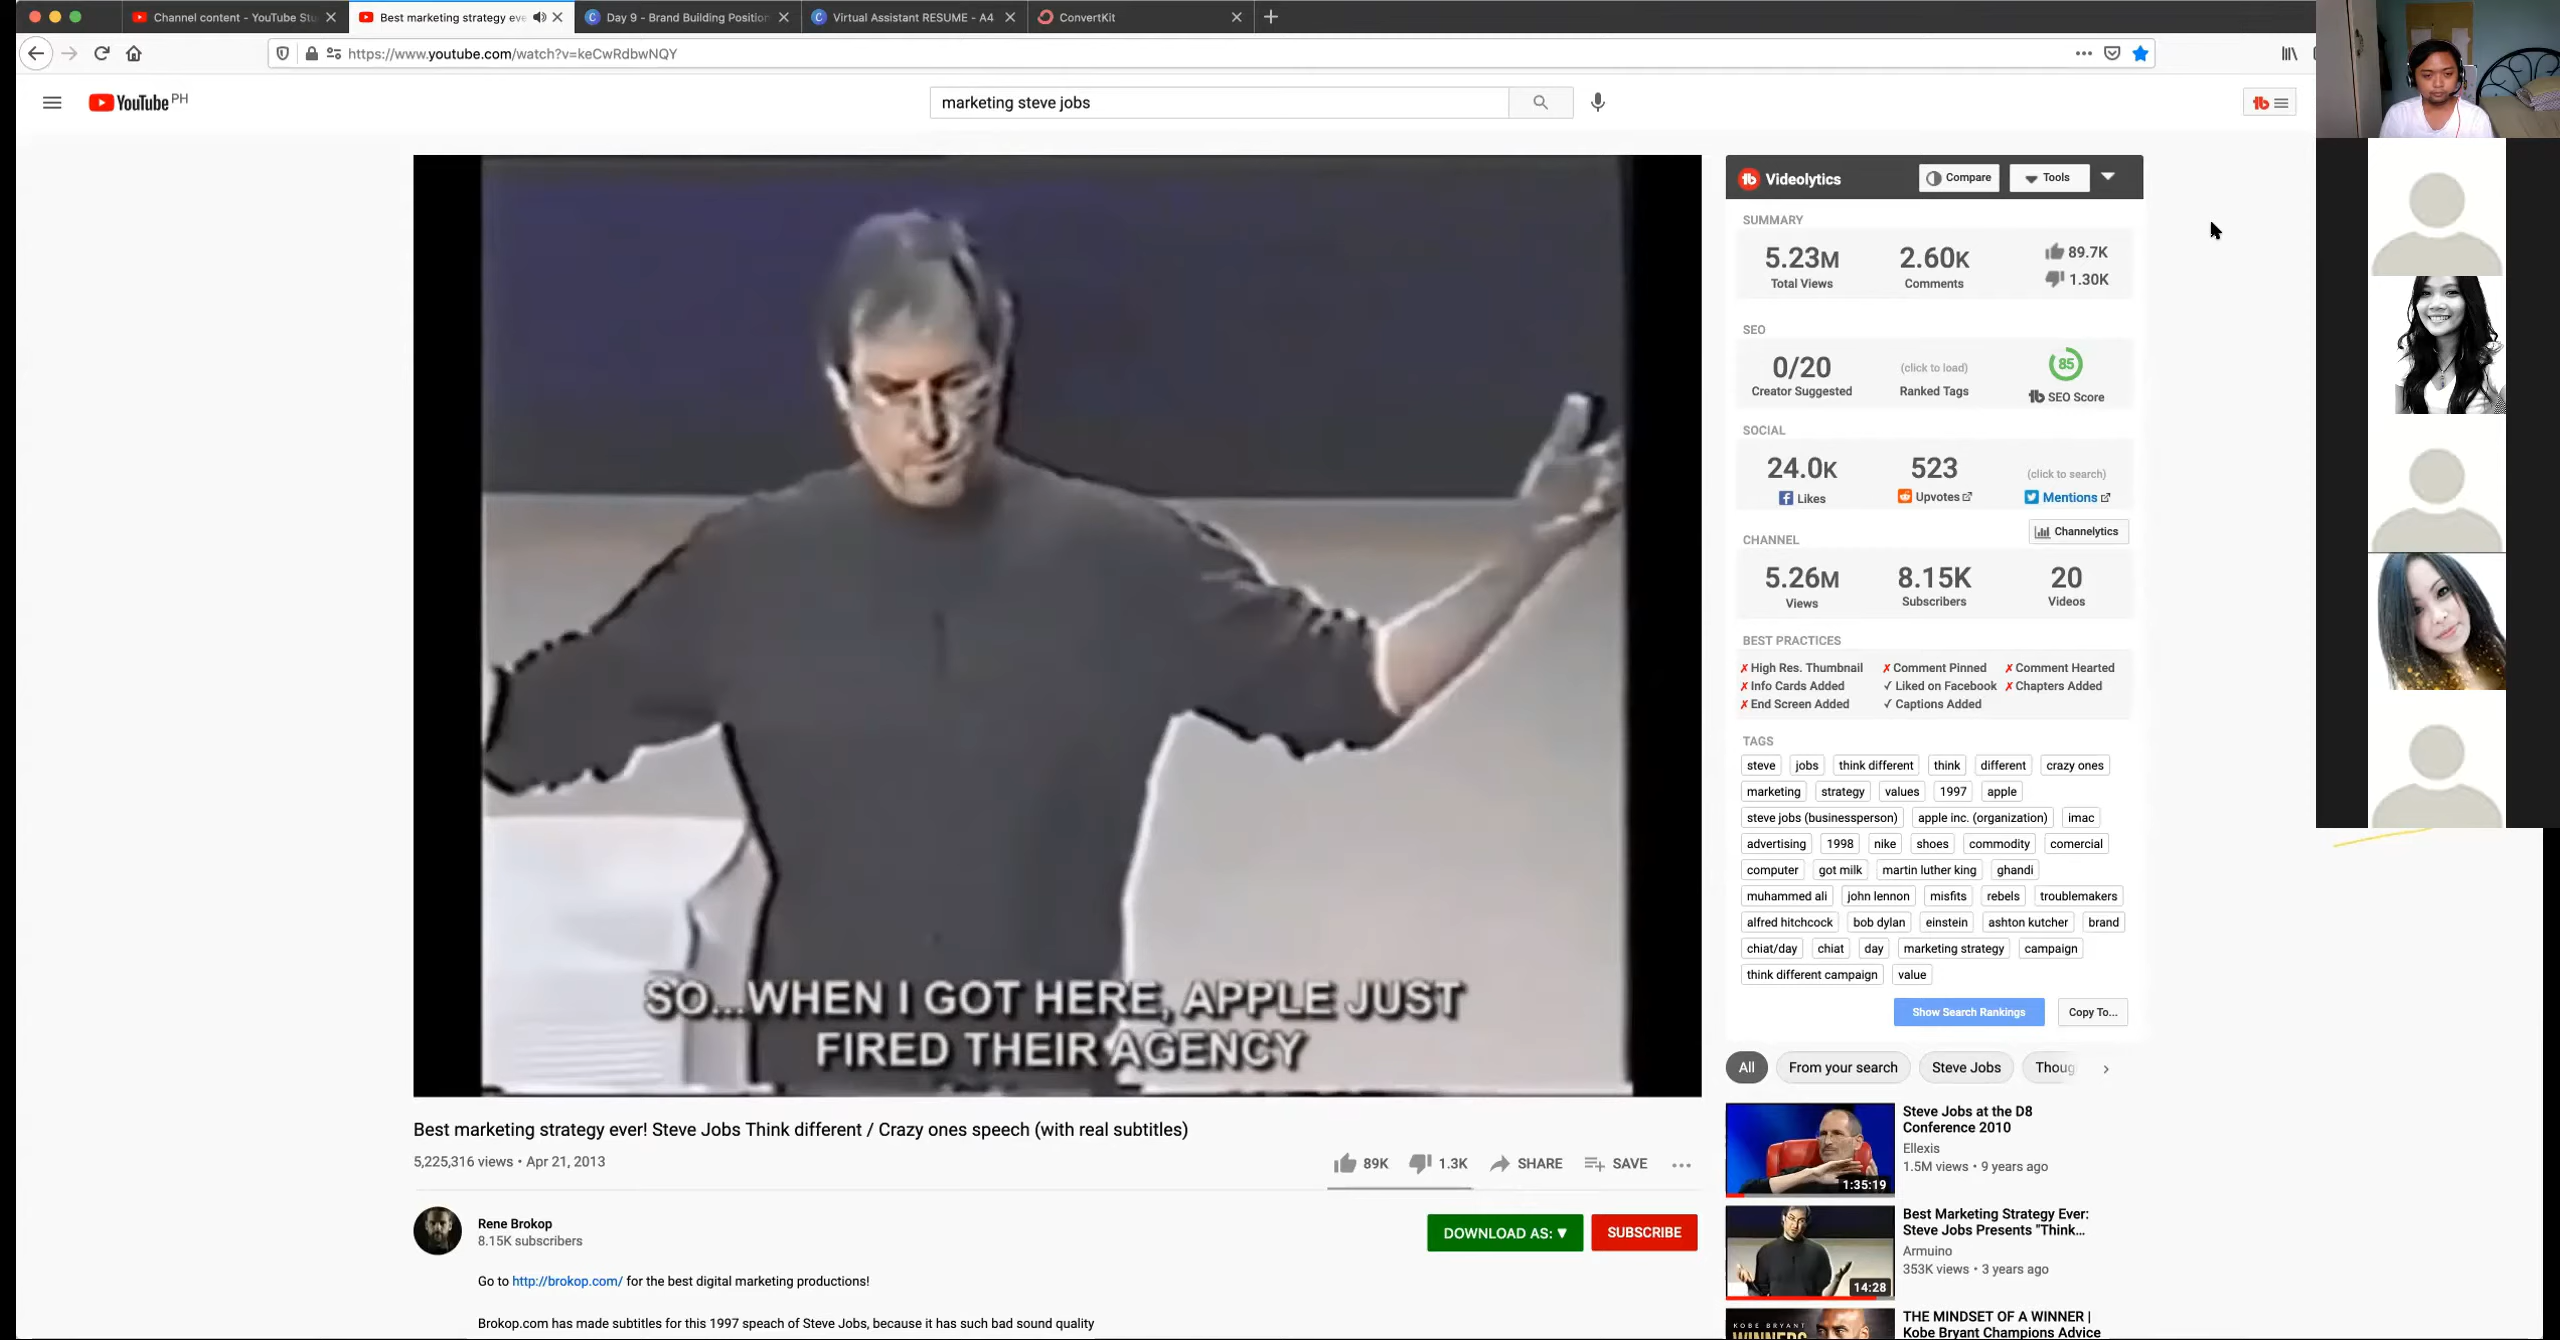 Channel content - YouTube Stu
Best marketing strategy eve
Day 9 - Brand Building Position
Virtual Assistant RESUME - A4
ConvertKit
https://www.youtube.com/watch?v=keCwRdbwNQY
YouTube PH
marketing steve jobs
SO...WHEN I GOT HERE, APPLE JUST
FIRED THEIR AGENCY
Best marketing strategy ever! Steve Jobs Think different / Crazy ones speech (with real subtitles)
5,225,316 views • Apr 21, 2013
89K 1.3K SHARE SAVE
Rene Brokop
8.15K subscribers
DOWNLOAD AS: ▼ SUBSCRIBE
Go to http://brokop.com/ for the best digital marketing productions!
Brokop.com has made subtitles for this 1997 speach of Steve Jobs, because it has such bad sound quality
tb
tb Videolytics Compare Tools
SUMMARY
5.23M 2.60K 89.7K
Total Views Comments 1.30K
SEO
0/20 (click to load) 85
Creator Suggested Ranked Tags tb SEO Score
SOCIAL
24.0K 523 (click to search)
Likes Upvotes Mentions
CHANNEL Channelytics
5.26M 8.15K 20
Views Subscribers Videos
BEST PRACTICES
✗ High Res. Thumbnail ✗ Comment Pinned ✗ Comment Hearted
✗ Info Cards Added ✓ Liked on Facebook ✗ Chapters Added
✗ End Screen Added ✓ Captions Added
TAGS
steve jobs think different think different crazy ones
marketing strategy values 1997 apple
steve jobs (businessperson) apple inc. (organization) imac
advertising 1998 nike shoes commodity comercial
computer got milk martin luther king ghandi
muhammed ali john lennon misfits rebels troublemakers
alfred hitchcock bob dylan einstein ashton kutcher brand
chiat/day chiat day marketing strategy campaign
think different campaign value
Show Search Rankings Copy To...
All From your search Steve Jobs Thoug
Steve Jobs at the D8
Conference 2010
Ellexis
1.5M views • 9 years ago
1:35:19
Best Marketing Strategy Ever:
Steve Jobs Presents "Think...
Armuino
353K views • 3 years ago
14:28
THE MINDSET OF A WINNER |
Kobe Bryant Champions Advice
KOBE BRYANT
WINNERS